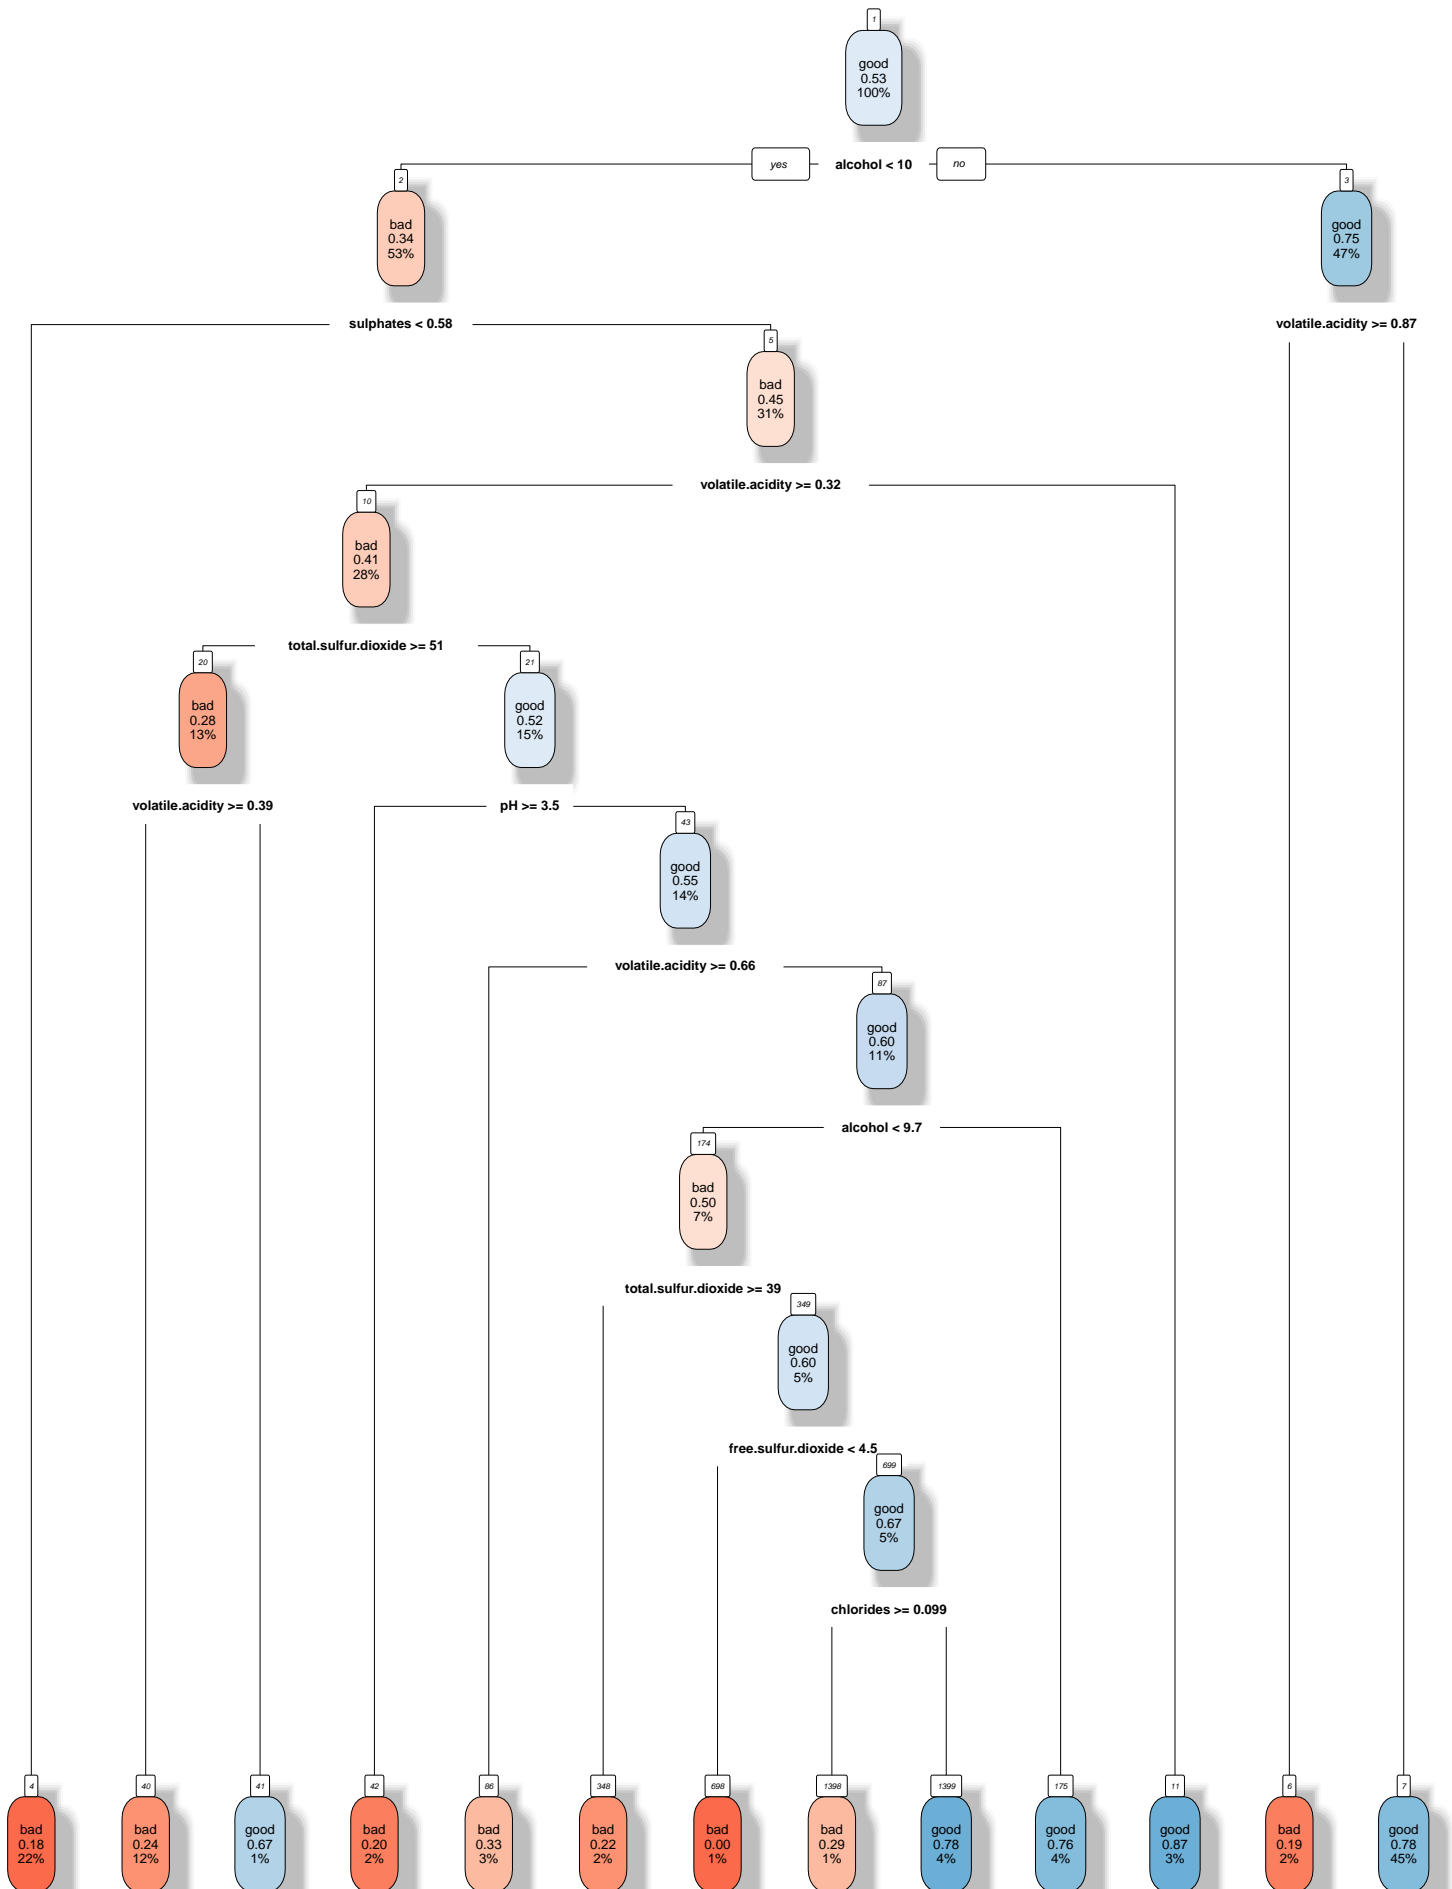 1
good
0.53
100%
yes
alcohol < 10
no
2
bad
0.34
53%
3
good
0.75
47%
sulphates < 0.58
volatile.acidity >= 0.87
5
bad
0.45
31%
volatile.acidity >= 0.32
10
bad
0.41
28%
total.sulfur.dioxide >= 51
20
bad
0.28
13%
21
good
0.52
15%
volatile.acidity >= 0.39
pH >= 3.5
43
good
0.55
14%
volatile.acidity >= 0.66
87
good
0.60
11%
alcohol < 9.7
174
bad
0.50
7%
total.sulfur.dioxide >= 39
349
good
0.60
5%
free.sulfur.dioxide < 4.5
699
good
0.67
5%
chlorides >= 0.099
4
bad
0.18
22%
40
bad
0.24
12%
41
good
0.67
1%
42
bad
0.20
2%
86
bad
0.33
3%
348
bad
0.22
2%
698
bad
0.00
1%
1398
bad
0.29
1%
1399
good
0.78
4%
175
good
0.76
4%
11
good
0.87
3%
6
bad
0.19
2%
7
good
0.78
45%